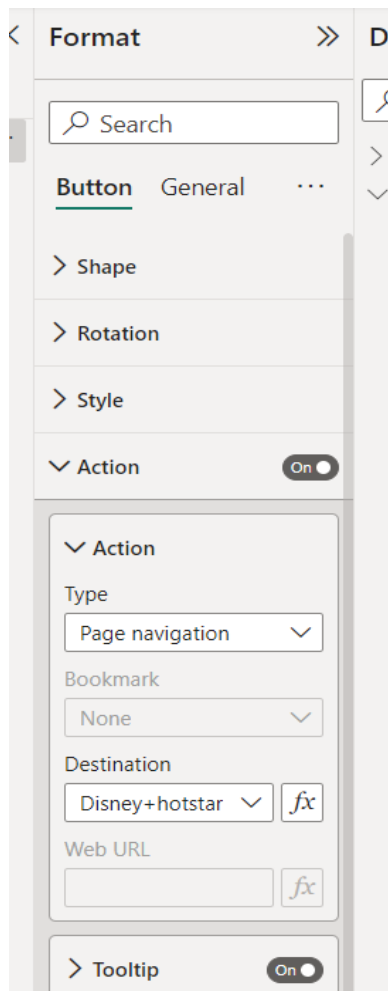 Format
D
Search
Button General ...
Shape
Rotation
Style
Action On
Action
Type
Page navigation
Bookmark
None
Destination
Disney+hotstar fx
Web URL
fx
Tooltip On